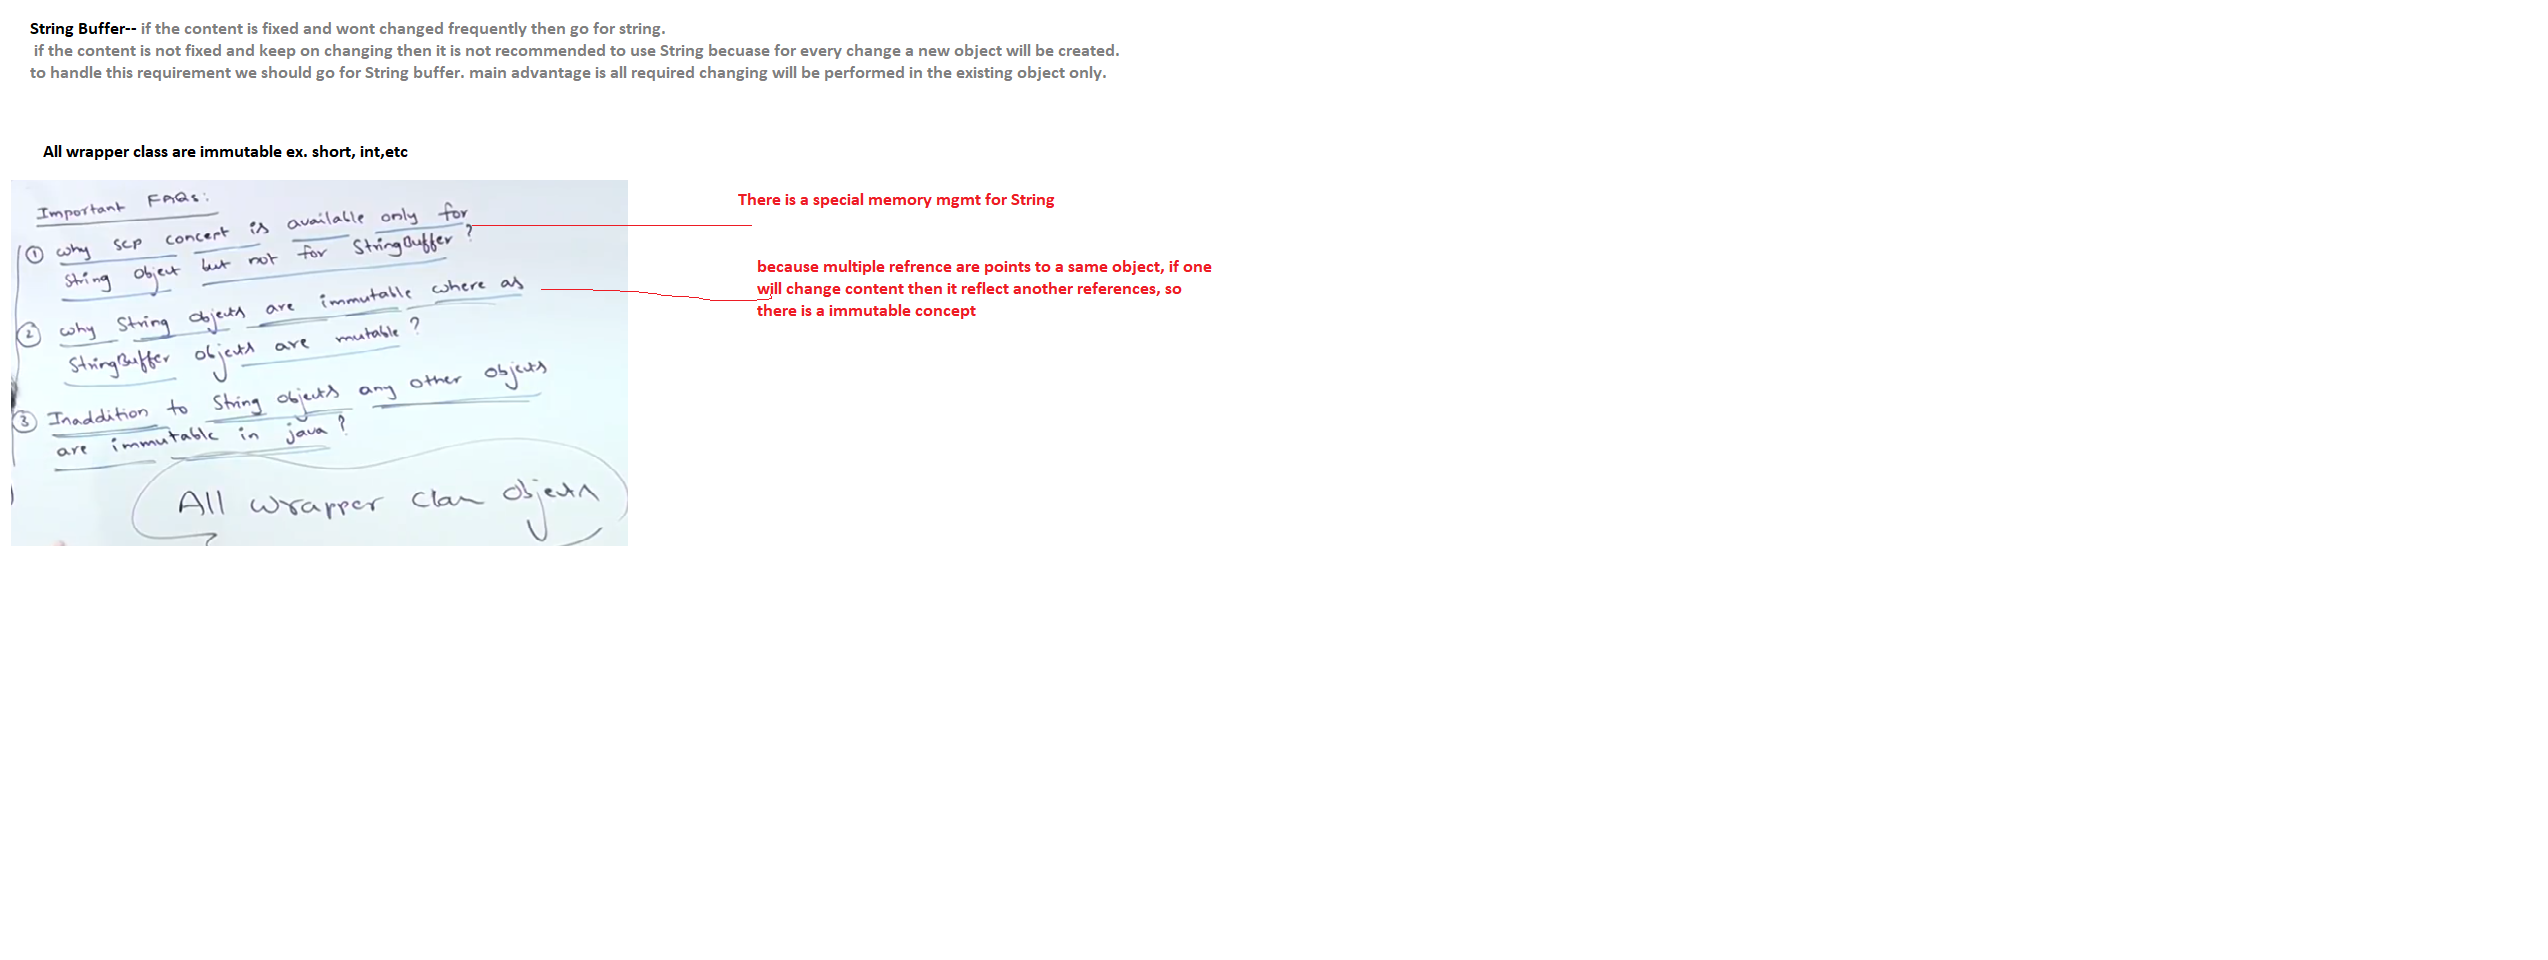 String Buffer-- if the content is fixed and wont changed frequently then go for string.
if the content is not fixed and keep on changing then it is not recommended to use String becuase for every change a new object will be created.
to handle this requirement we should go for String buffer. main advantage is all required changing will be performed in the existing object only.
All wrapper class are immutable ex. short, int,etc
Important FAQs:
① why SCP concept is available only for
String object but not for StringBuffer?
② why String objects are immutable where as
StringBuffer objects are mutable?
③ Inaddition to String objects any other objects
are immutable in java?
All wrapper class objects
There is a special memory mgmt for String
because multiple refrence are points to a same object, if one
will change content then it reflect another references, so
there is a immutable concept